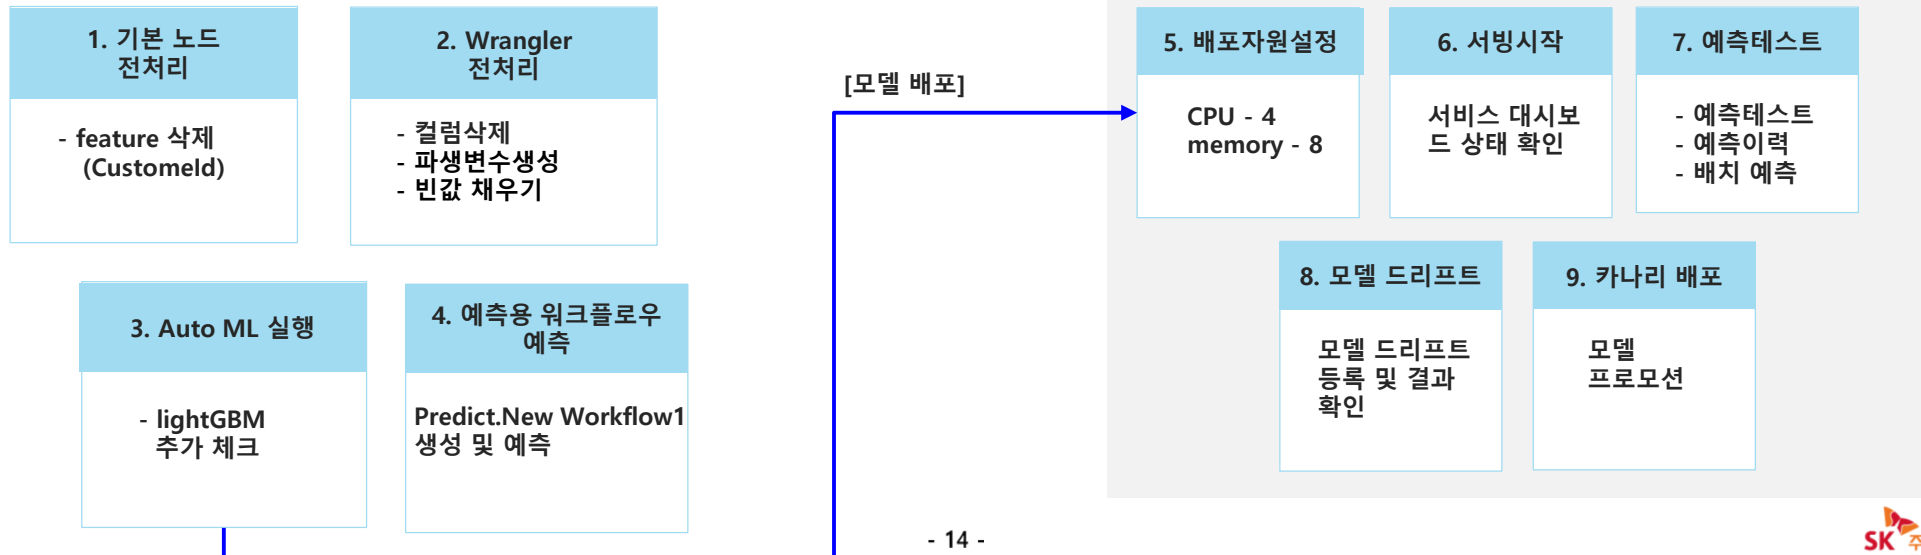 1. 기본 노드
전처리
- feature 삭제
(CustomeId)
2. Wrangler
전처리
- 컬럼삭제
- 파생변수생성
- 빈값 채우기
3. Auto ML 실행
- lightGBM
추가 체크
4. 예측용 워크플로우
예측
Predict.New Workflow1
생성 및 예측
[모델 배포]
5. 배포자원설정
CPU - 4
memory - 8
6. 서빙시작
서비스 대시보
드 상태 확인
7. 예측테스트
- 예측테스트
- 예측이력
- 배치 예측
8. 모델 드리프트
모델 드리프트
등록 및 결과
확인
9. 카나리 배포
모델
프로모션
- 14 -
SK 주